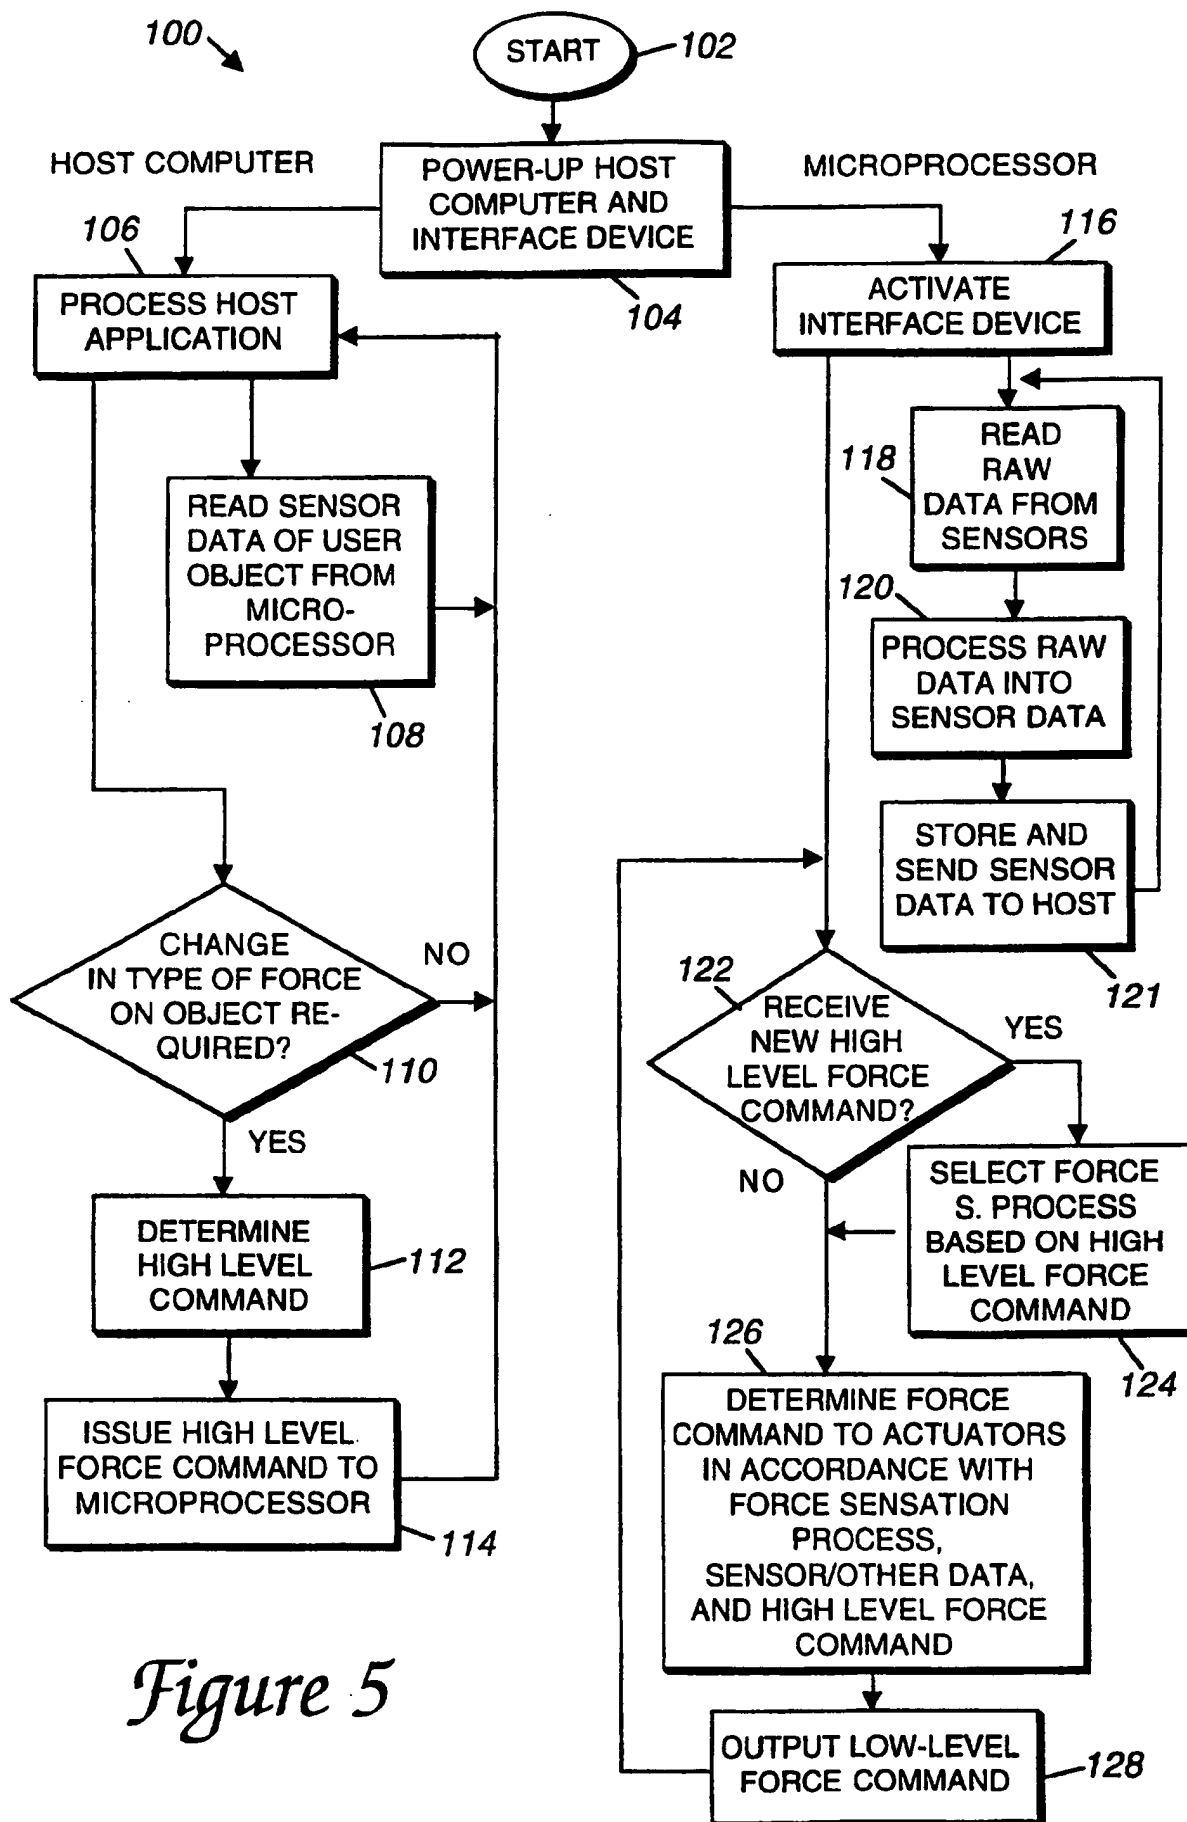 100
START
102
HOST COMPUTER
POWER-UP HOST
COMPUTER AND
INTERFACE DEVICE
104
MICROPROCESSOR
106
PROCESS HOST
APPLICATION
READ SENSOR
DATA OF USER
OBJECT FROM
MICRO-
PROCESSOR
108
CHANGE
IN TYPE OF FORCE
ON OBJECT RE-
QUIRED?
110
NO
YES
DETERMINE
HIGH LEVEL
COMMAND
112
ISSUE HIGH LEVEL
FORCE COMMAND TO
MICROPROCESSOR
114
116
ACTIVATE
INTERFACE DEVICE
118
READ
RAW
DATA FROM
SENSORS
120
PROCESS RAW
DATA INTO
SENSOR DATA
STORE AND
SEND SENSOR
DATA TO HOST
121
122
RECEIVE
NEW HIGH
LEVEL FORCE
COMMAND?
YES
NO
SELECT FORCE
S. PROCESS
BASED ON HIGH
LEVEL FORCE
COMMAND
124
126
DETERMINE FORCE
COMMAND TO ACTUATORS
IN ACCORDANCE WITH
FORCE SENSATION
PROCESS,
SENSOR/OTHER DATA,
AND HIGH LEVEL FORCE
COMMAND
OUTPUT LOW-LEVEL
FORCE COMMAND
128
Figure 5